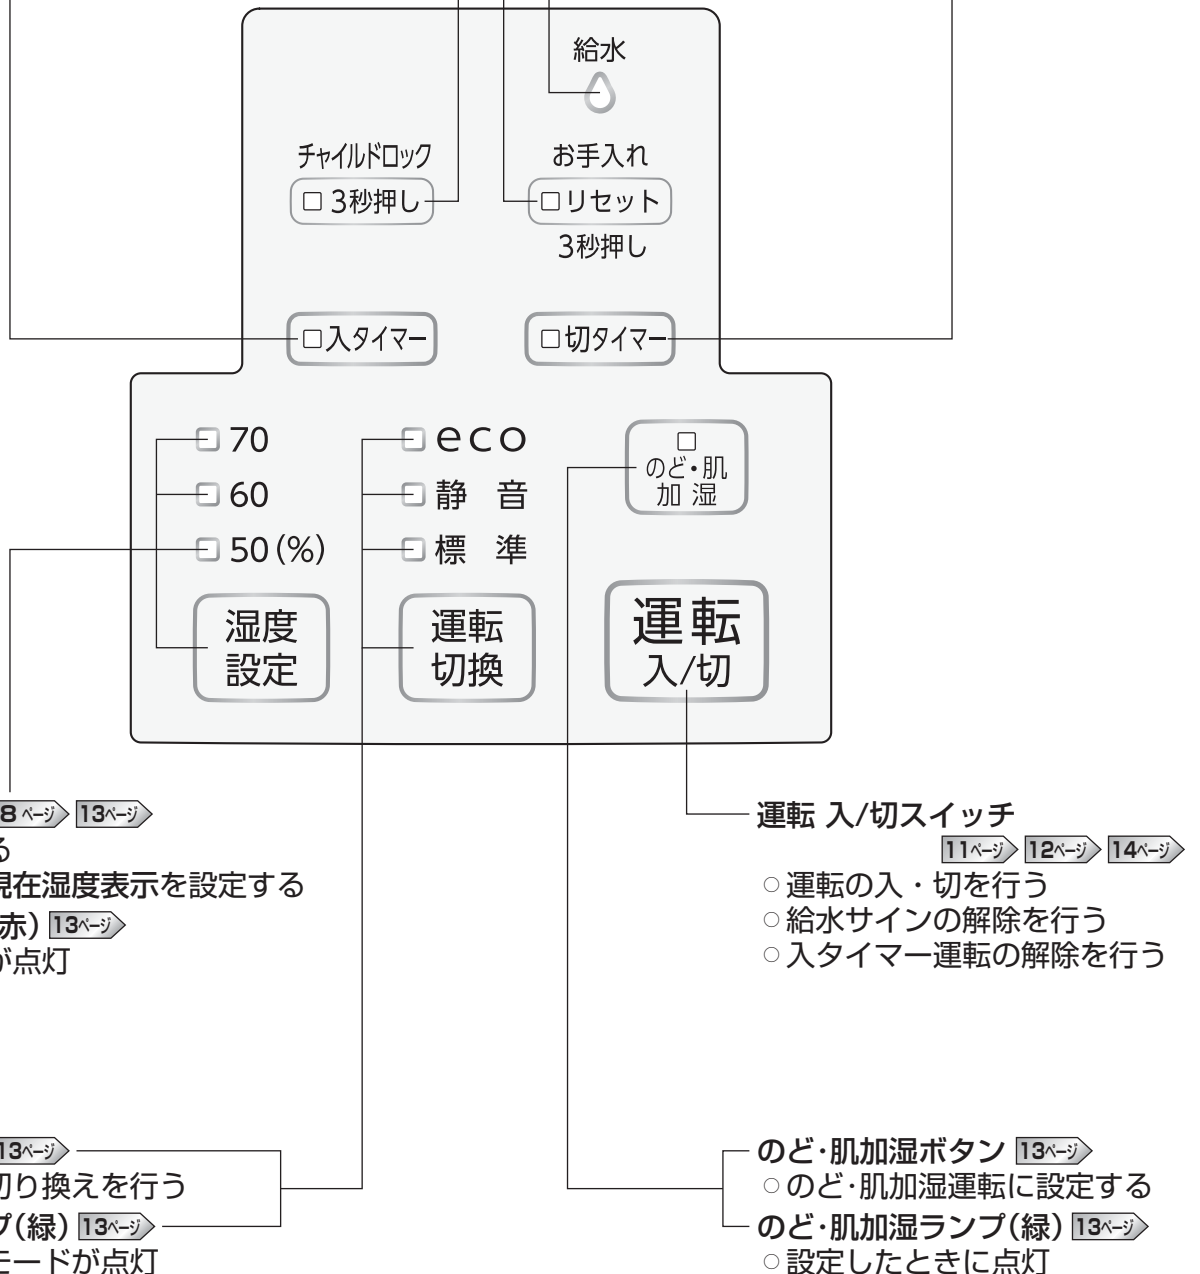 給水
チャイルドロック
お手入れ
3秒押し
リセット
3秒押し
入タイマー
切タイマー
70
60
50(%)
eco
静 音
標 準
のど・肌
加 湿
湿度
設定
運転
切換
運転
入/切
8ページ 13ページ
る
現在湿度表示を設定する
赤) 13ページ
が点灯
運転 入/切スイッチ
11ページ 12ページ 14ページ
○運転の入・切を行う
○給水サインの解除を行う
○入タイマー運転の解除を行う
13ページ
切り換えを行う
プ(緑) 13ページ
モードが点灯
のど・肌加湿ボタン 13ページ
○のど・肌加湿運転に設定する
のど・肌加湿ランプ(緑) 13ページ
○設定したときに点灯